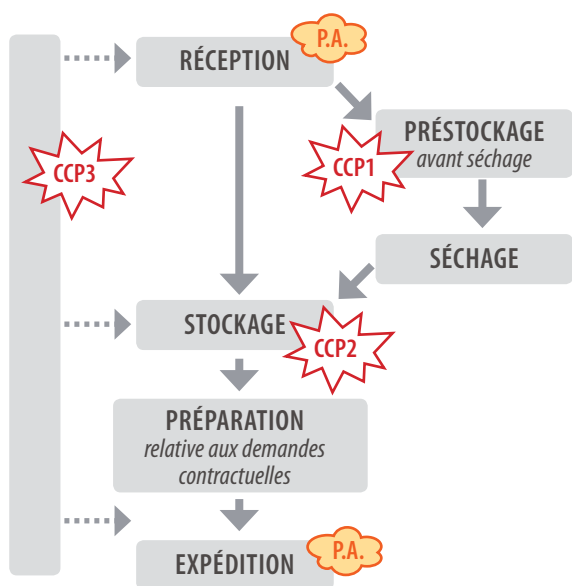 P.A.
RÉCEPTION
PRÉSTOCKAGE
avant séchage
CCP1
CCP3
SÉCHAGE
STOCKAGE
CCP2
PRÉPARATION
relative aux demandes
contractuelles
EXPÉDITION
P.A.